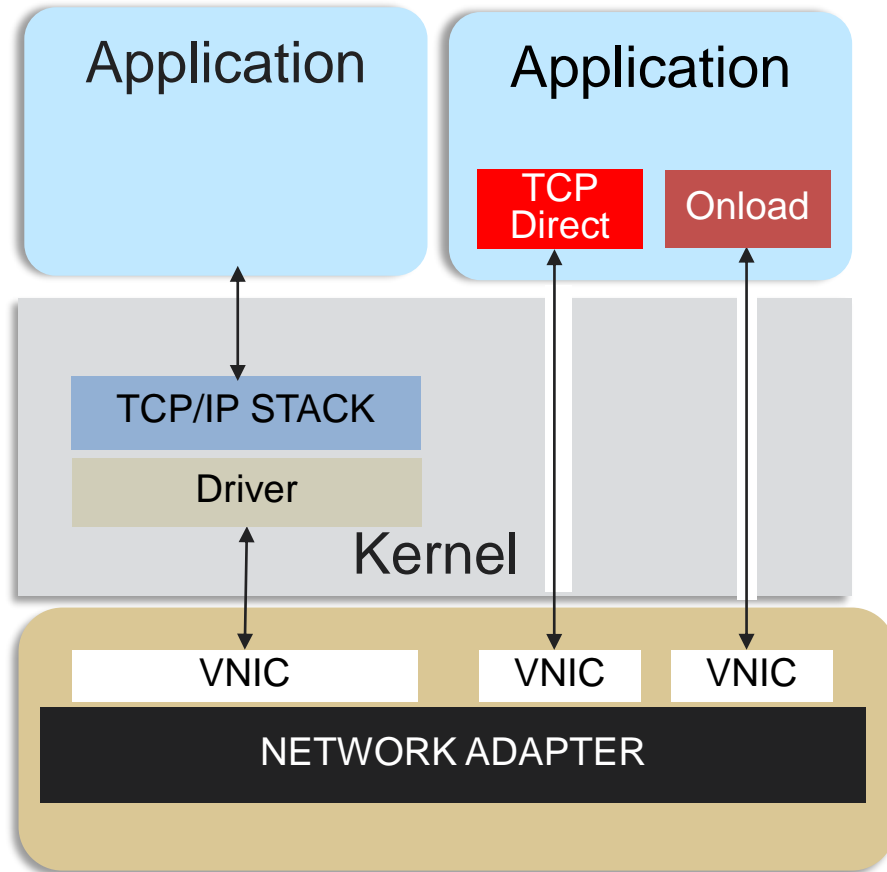 Application
Application
TCP
Direct
Onload
TCP/IP STACK
Driver
Kernel
VNIC
VNIC
VNIC
NETWORK ADAPTER